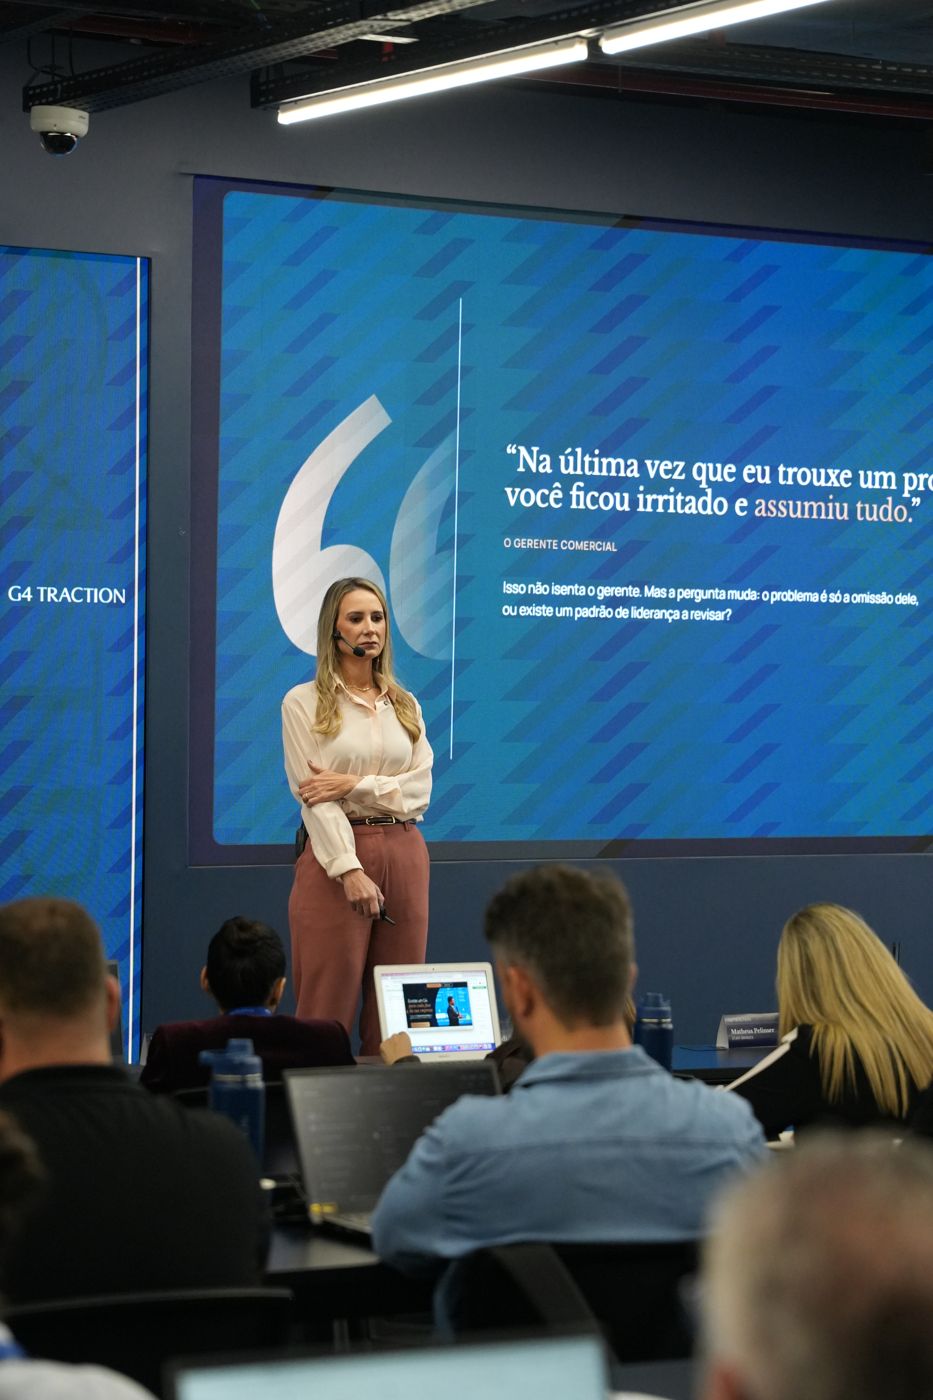 G4 TRACTION
“Na última vez que eu trouxe um
você ficou irritado e assumiu tudo.”
O GERENTE COMERCIAL
Isso não isenta o gerente. Mas a pergunta muda: o problema é só a omissão dele,
ou existe um padrão de liderança a revisar?
Matheus Pelisser